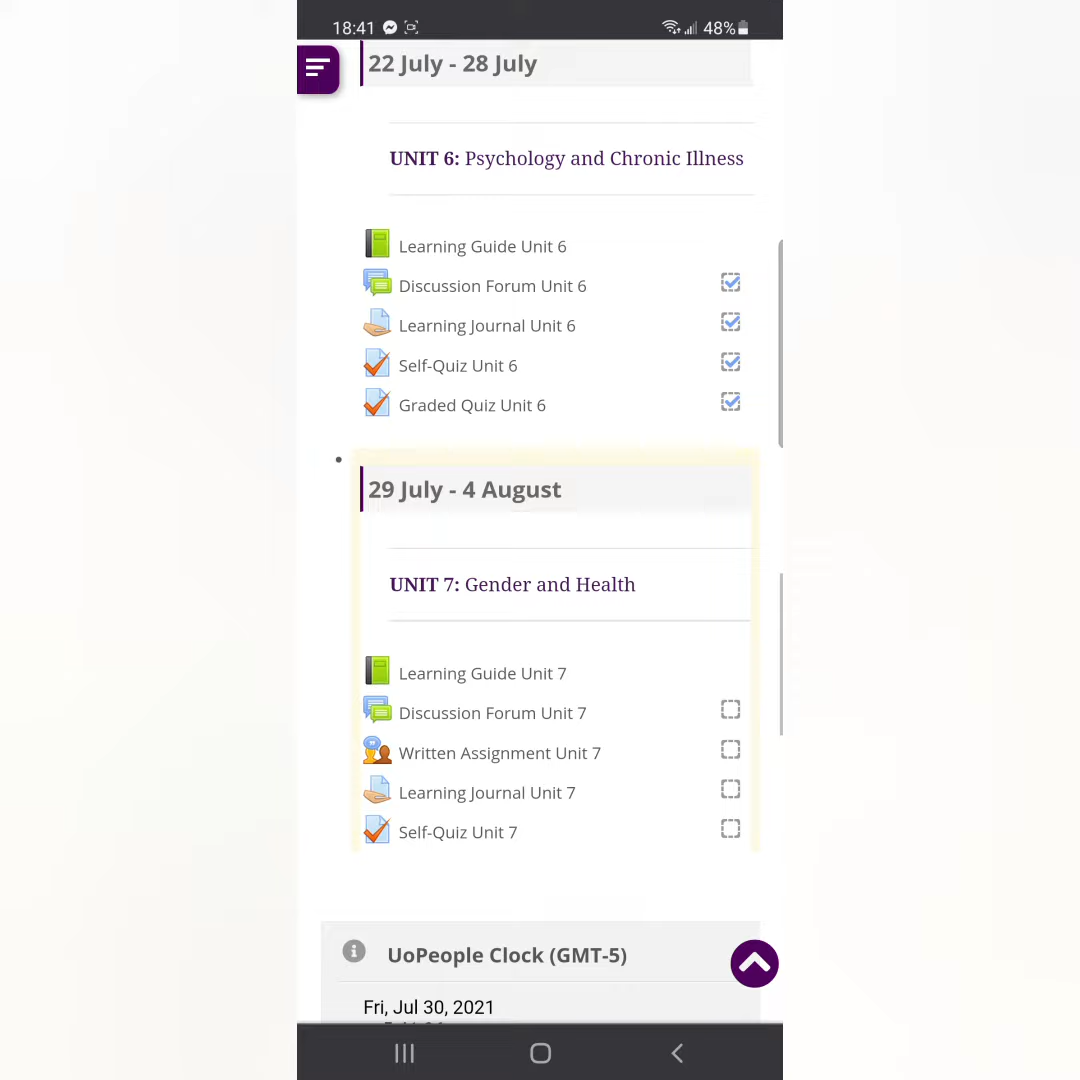 18:41
48%
22 July - 28 July
UNIT 6: Psychology and Chronic Illness
Learning Guide Unit 6
Discussion Forum Unit 6
Learning Journal Unit 6
Self-Quiz Unit 6
Graded Quiz Unit 6
29 July - 4 August
UNIT 7: Gender and Health
Learning Guide Unit 7
Discussion Forum Unit 7
Written Assignment Unit 7
Learning Journal Unit 7
Self-Quiz Unit 7
UoPeople Clock (GMT-5)
Fri, Jul 30, 2021